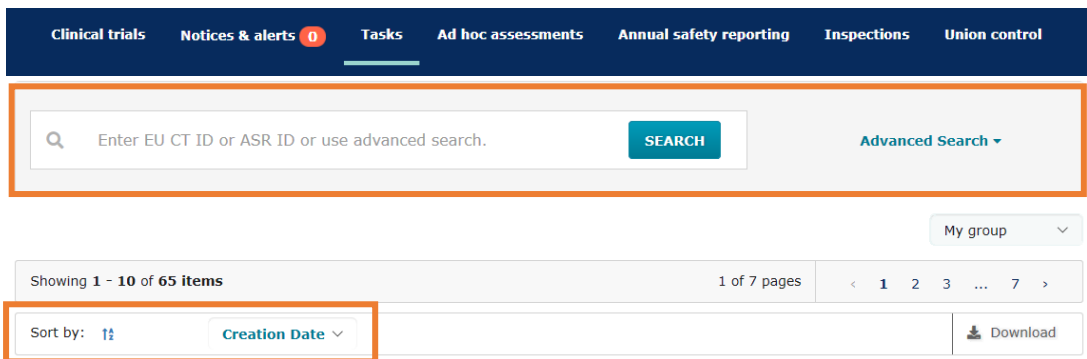 Clinical trials Notices & alerts 0 Tasks Ad hoc assessments Annual safety reporting Inspections Union control
Enter EU CT ID or ASR ID or use advanced search. SEARCH Advanced Search
My group
Showing 1 - 10 of 65 items 1 of 7 pages ‹ 1 2 3 ... 7 ›
Sort by: Creation Date Download